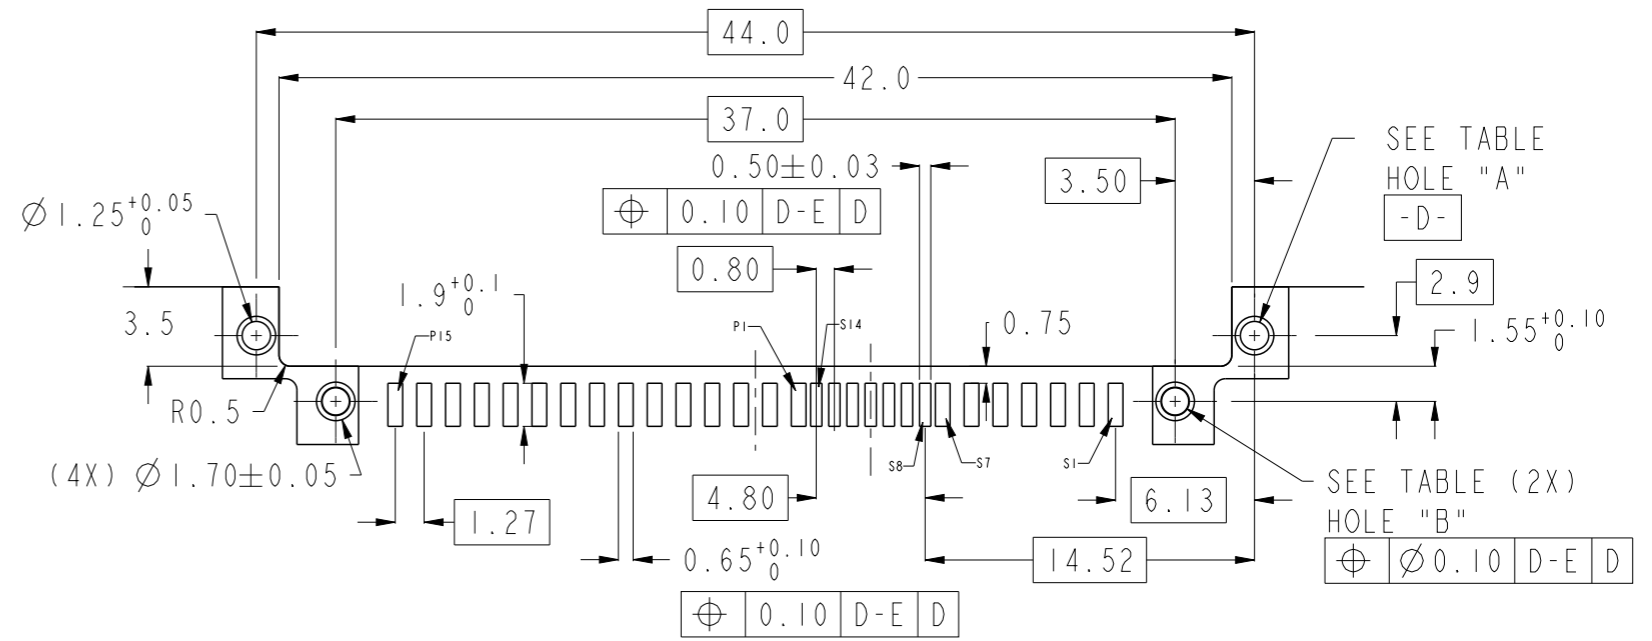 44.0
42.0
37.0
0.50±0.03
⌖ 0.10 D-E D
3.50
SEE TABLE
HOLE "A"
-D-
Ø1.25 +0.05 0
0.80
2.9
1.9 +0.1 0
3.5
P15
P1
S14
0.75
1.55 +0.10 0
R0.5
(4X) Ø1.70±0.05
S8
S7
S1
4.80
6.13
SEE TABLE (2X)
HOLE "B"
⌖ Ø0.10 D-E D
1.27
0.65 +0.10 0
14.52
⌖ 0.10 D-E D